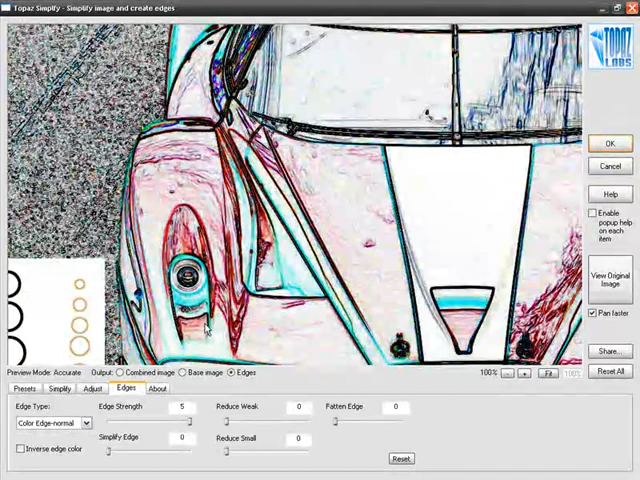 Topaz Simplify - Simplify image and create edges
TOPAZ
LABS
OK
Cancel
Help
Enable
popup help
on each
item
View Original
Image
Pan faster
Share...
Reset All
Preview Mode: Accurate Output: Combined image Base image Edges 100% - + Fit 100%
Presets Simplify Adjust Edges About
Edge Type: Edge Strength 5 Reduce Weak 0 Fatten Edge 0
Color Edge-normal
Simplify Edge 0 Reduce Small 0
Inverse edge color
Reset